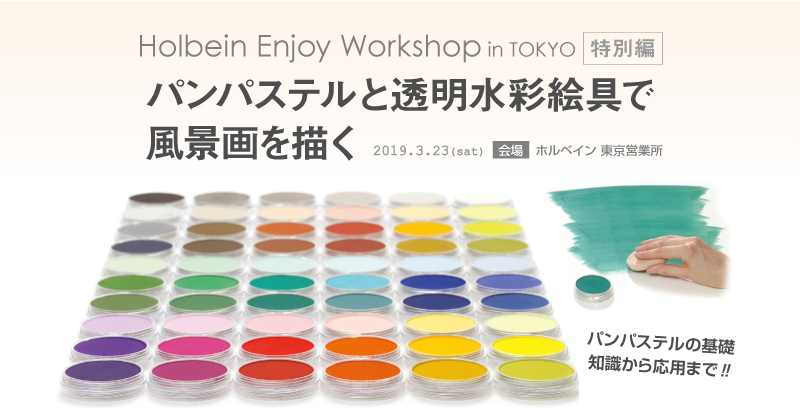 Holbein Enjoy Workshop in TOKYO 特別編
パンパステルと透明水彩絵具で
風景画を描く 2019.3.23(sat) 会場 ホルベイン 東京営業所
パンパステルの基礎
知識から応用まで!!